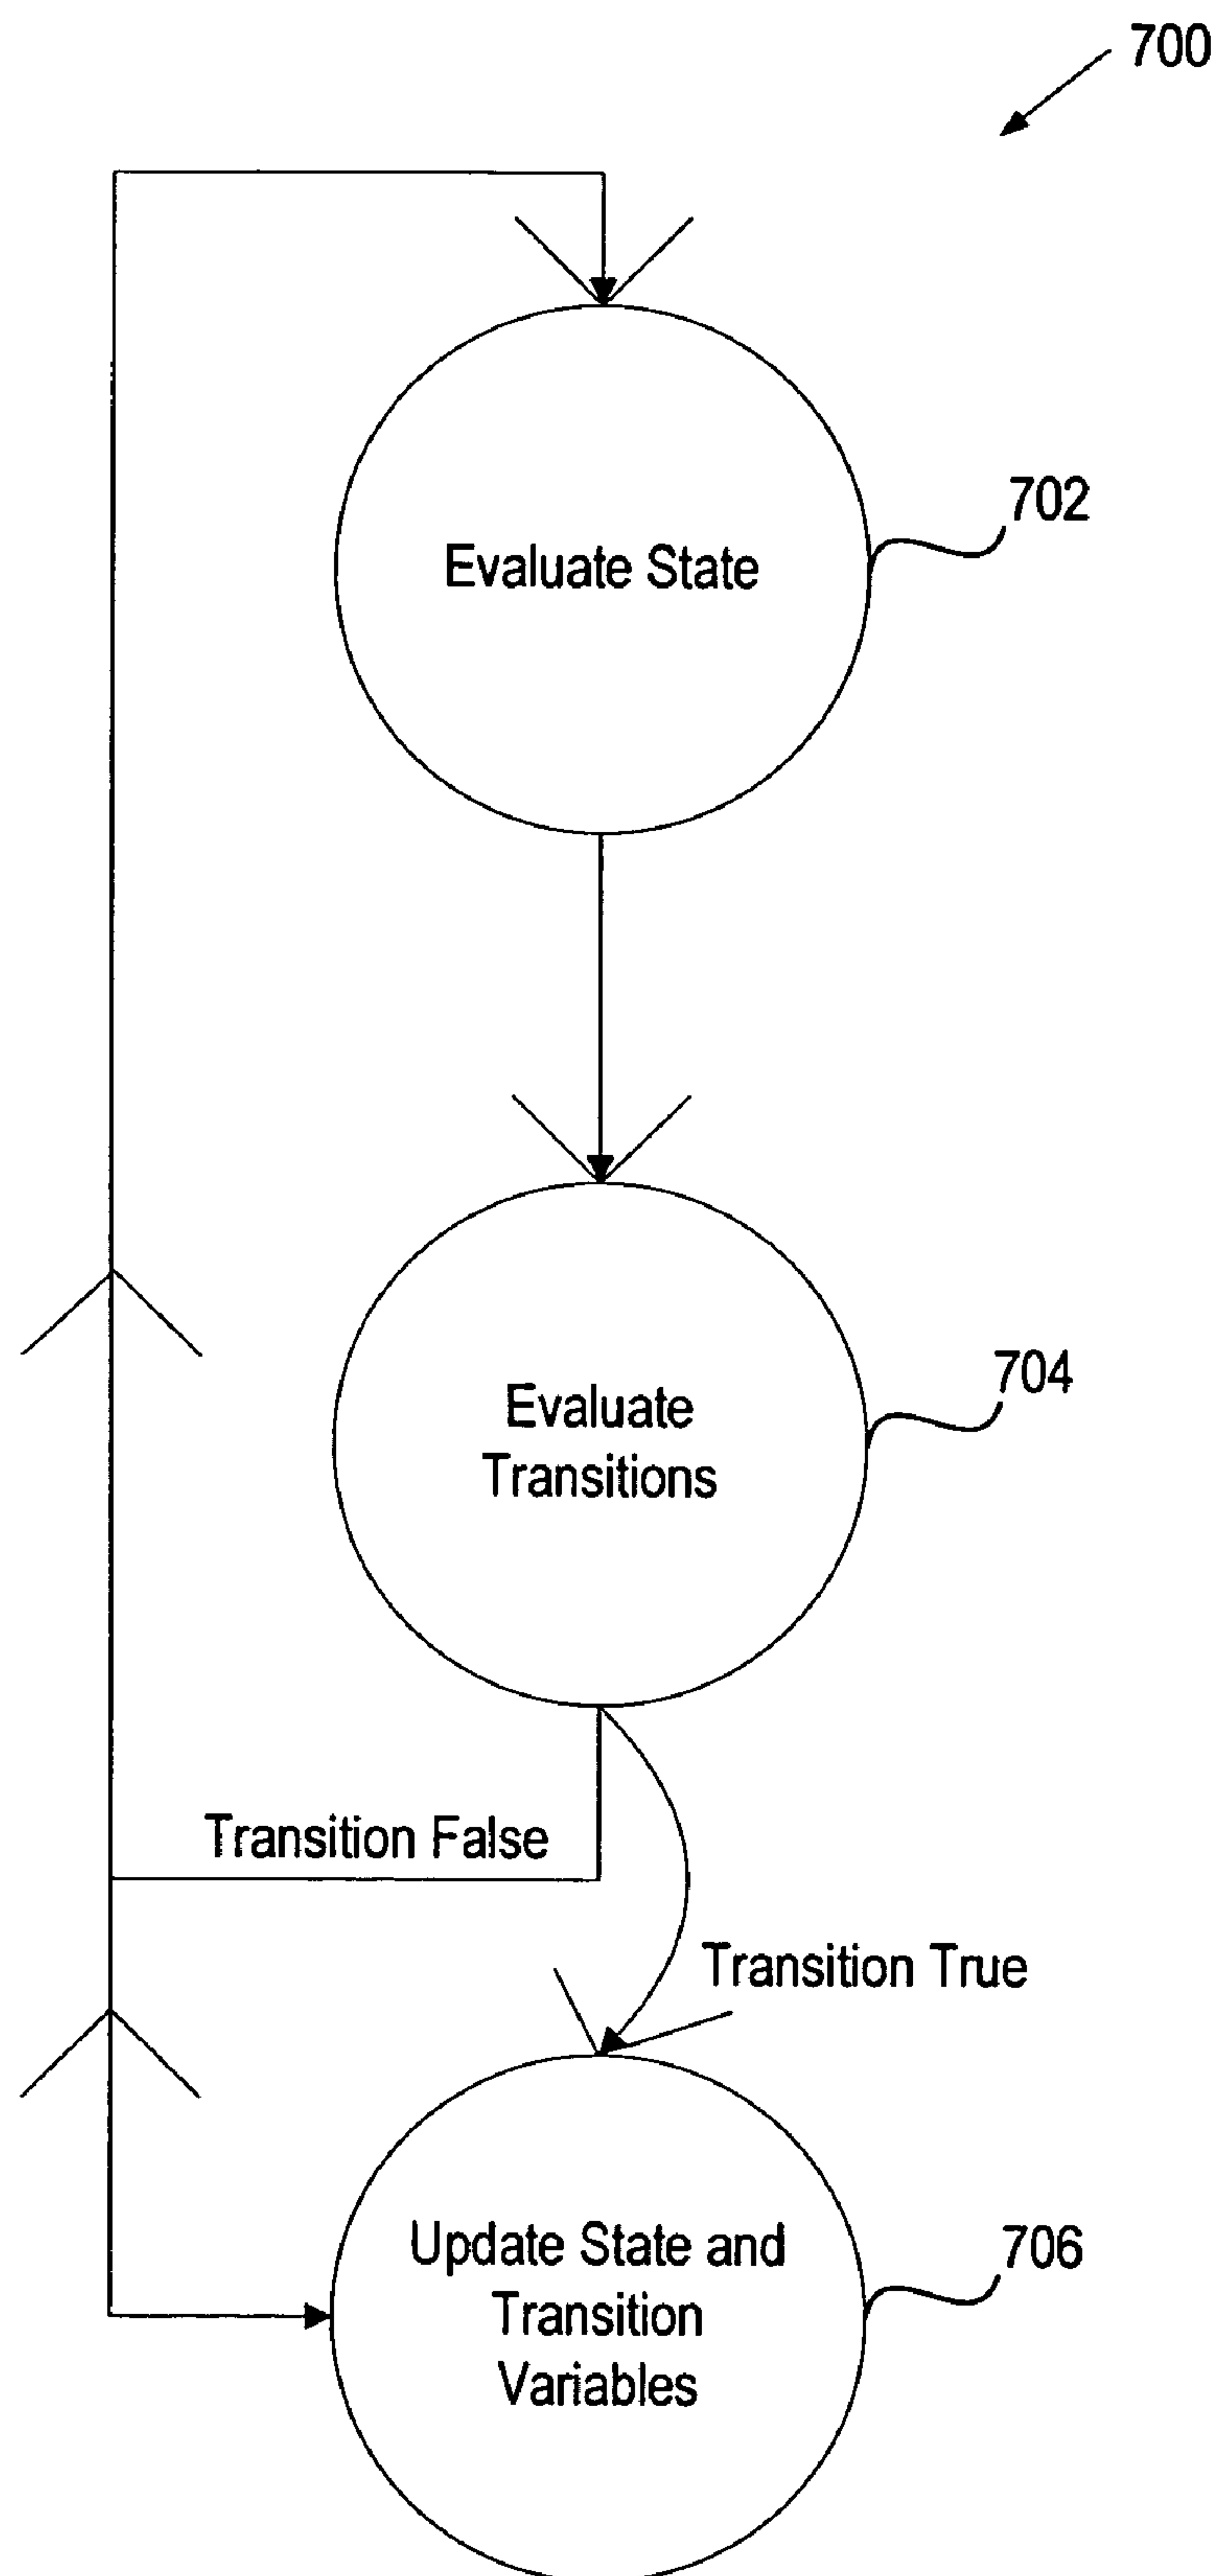 700
Evaluate State
702
Evaluate
Transitions
704
Transition False
Transition True
Update State and
Transition
Variables
706